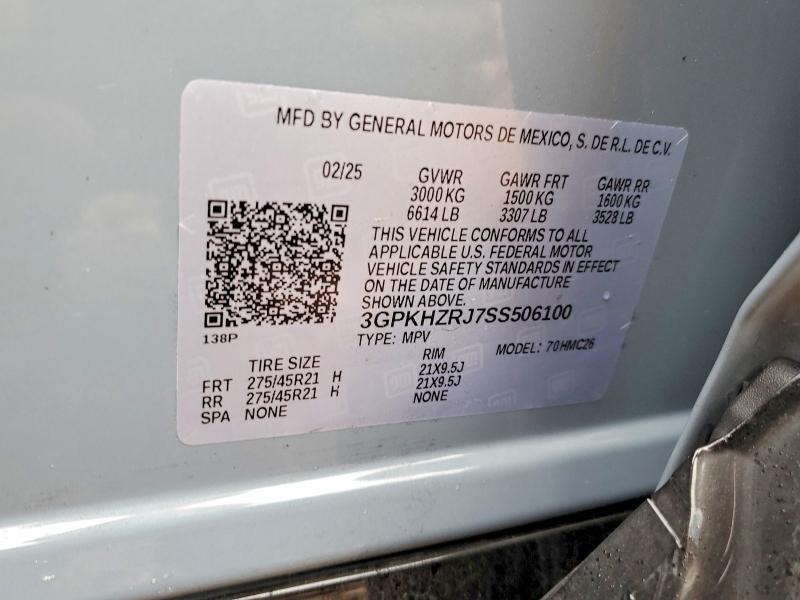 MFD BY GENERAL MOTORS DE MEXICO, S. DE R.L. DE C.V.
02/25 GVWR GAWR FRT GAWR RR
3000 KG 1500 KG 1600 KG
6614 LB 3307 LB 3528 LB
THIS VEHICLE CONFORMS TO ALL
APPLICABLE U.S. FEDERAL MOTOR
VEHICLE SAFETY STANDARDS IN EFFECT
ON THE DATE OF MANUFACTURE
SHOWN ABOVE.
3GPKHZRJ7SS506100
138P
TYPE: MPV MODEL: 70HMC26
TIRE SIZE RIM
FRT 275/45R21 H 21X9.5J
RR 275/45R21 H 21X9.5J
SPA NONE NONE